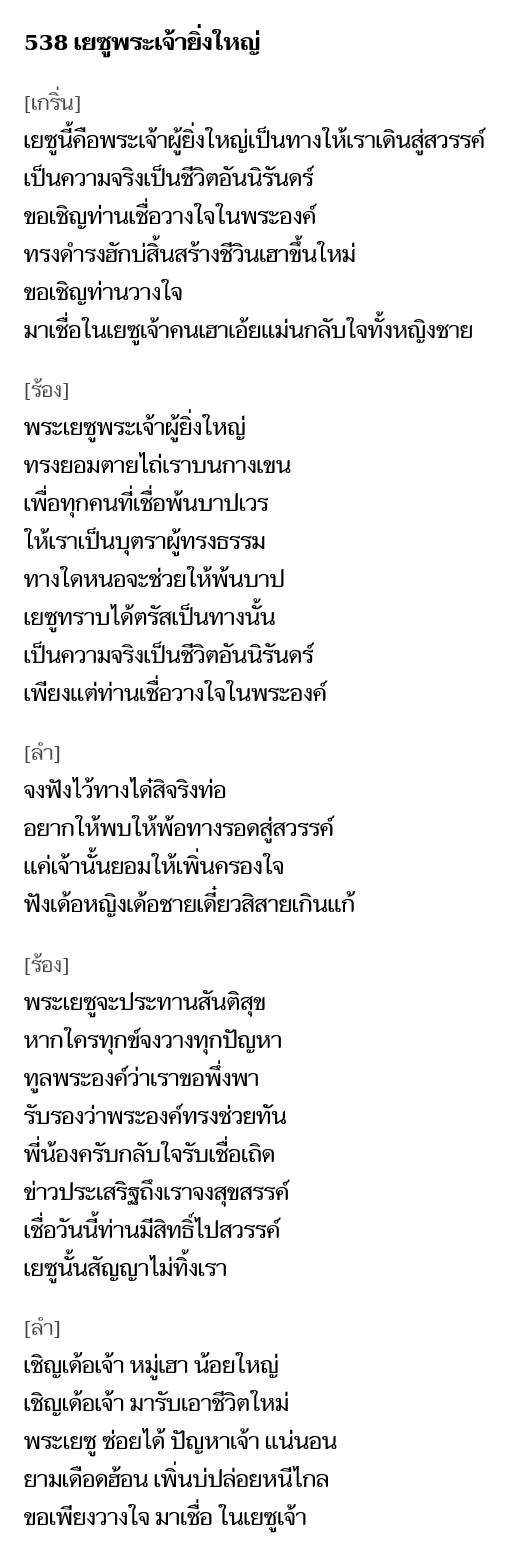 538 เยซูพระเจ้ายิ่งใหญ่
[เกริ่น]
เยซูนี้คือพระเจ้าผู้ยิ่งใหญ่เป็นทางให้เราเดินสู่สวรรค์
เป็นความจริงเป็นชีวิตอันนิรันดร์
ขอเชิญท่านเชื่อวางใจในพระองค์
ทรงดำรงฮักบ่สิ้นสร้างชีวินเฮาขึ้นใหม่
ขอเชิญท่านวางใจ
มาเชื่อในเยซูเจ้าคนเฮาเอ้ยแม่นกลับใจทั้งหญิงชาย
[ร้อง]
พระเยซูพระเจ้าผู้ยิ่งใหญ่
ทรงยอมตายไถ่เราบนกางเขน
เพื่อทุกคนที่เชื่อพ้นบาปเวร
ให้เราเป็นบุตราผู้ทรงธรรม
ทางใดหนอจะช่วยให้พ้นบาป
เยซูทราบได้ตรัสเป็นทางนั้น
เป็นความจริงเป็นชีวิตอันนิรันดร์
เพียงแต่ท่านเชื่อวางใจในพระองค์
[ลำ]
จงฟังไว้ทางได๋สิจริงท่อ
อยากให้พบให้พ้อทางรอดสู่สวรรค์
แค่เจ้านั้นยอมให้เพิ่นครองใจ
ฟังเด้อหญิงเด้อชายเดี๋ยวสิสายเกินแก้
[ร้อง]
พระเยซูจะประทานสันติสุข
หากใครทุกข์จงวางทุกปัญหา
ทูลพระองค์ว่าเราขอพึ่งพา
รับรองว่าพระองค์ทรงช่วยทัน
พี่น้องครับกลับใจรับเชื่อเถิด
ข่าวประเสริฐถึงเราจงสุขสรรค์
เชื่อวันนี้ท่านมีสิทธิ์ไปสวรรค์
เยซูนั้นสัญญาไม่ทิ้งเรา
[ลำ]
เชิญเด้อเจ้า หมู่เฮา น้อยใหญ่
เชิญเด้อเจ้า มารับเอาชีวิตใหม่
พระเยซู ซ่อยได้ ปัญหาเจ้า แน่นอน
ยามเดือดฮ้อน เพิ่นบ่ปล่อยหนีไกล
ขอเพียงวางใจ มาเชื่อ ในเยซูเจ้า